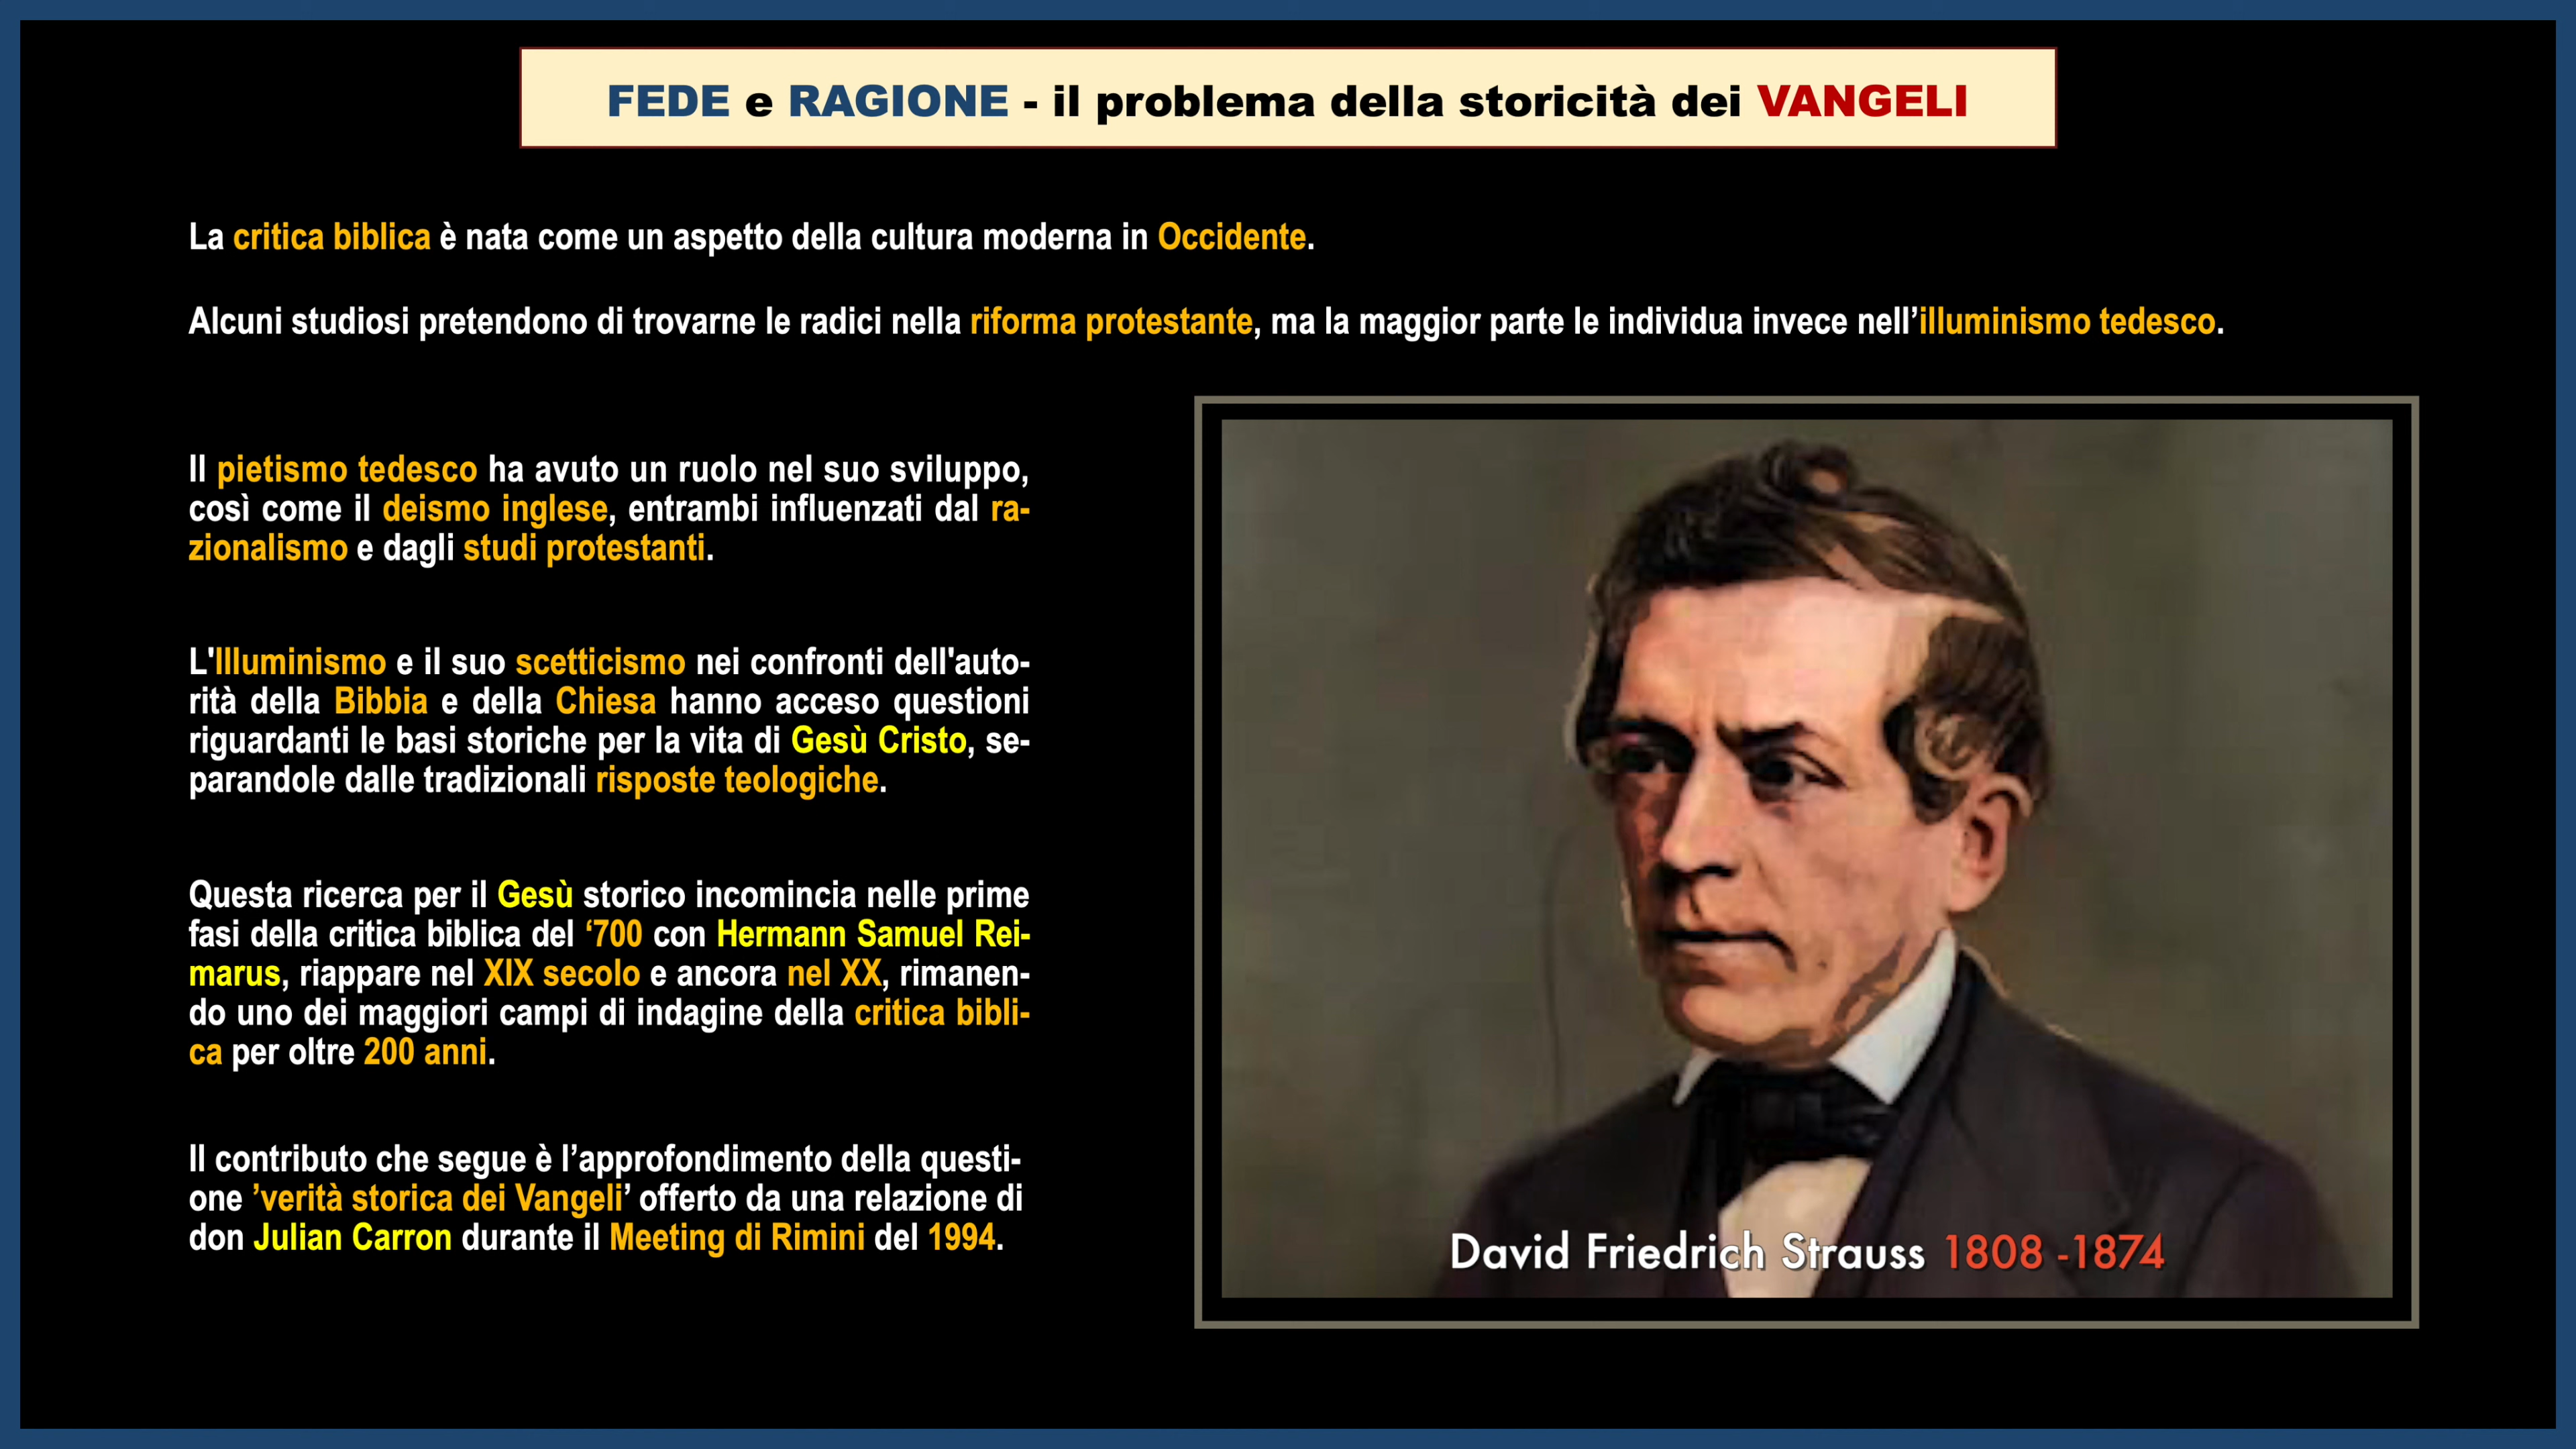 FEDE e RAGIONE - il problema della storicità dei VANGELI
La critica biblica è nata come un aspetto della cultura moderna in Occidente.
Alcuni studiosi pretendono di trovarne le radici nella riforma protestante, ma la maggior parte le individua invece nell’illuminismo tedesco.
Il pietismo tedesco ha avuto un ruolo nel suo sviluppo,
così come il deismo inglese, entrambi influenzati dal ra-
zionalismo e dagli studi protestanti.
L'Illuminismo e il suo scetticismo nei confronti dell'auto-
rità della Bibbia e della Chiesa hanno acceso questioni
riguardanti le basi storiche per la vita di Gesù Cristo, se-
parandole dalle tradizionali risposte teologiche.
Questa ricerca per il Gesù storico incomincia nelle prime
fasi della critica biblica del ‘700 con Hermann Samuel Rei-
marus, riappare nel XIX secolo e ancora nel XX, rimanen-
do uno dei maggiori campi di indagine della critica bibli-
ca per oltre 200 anni.
Il contributo che segue è l’approfondimento della questi-
one ’verità storica dei Vangeli’ offerto da una relazione di
don Julian Carron durante il Meeting di Rimini del 1994.
David Friedrich Strauss 1808 -1874